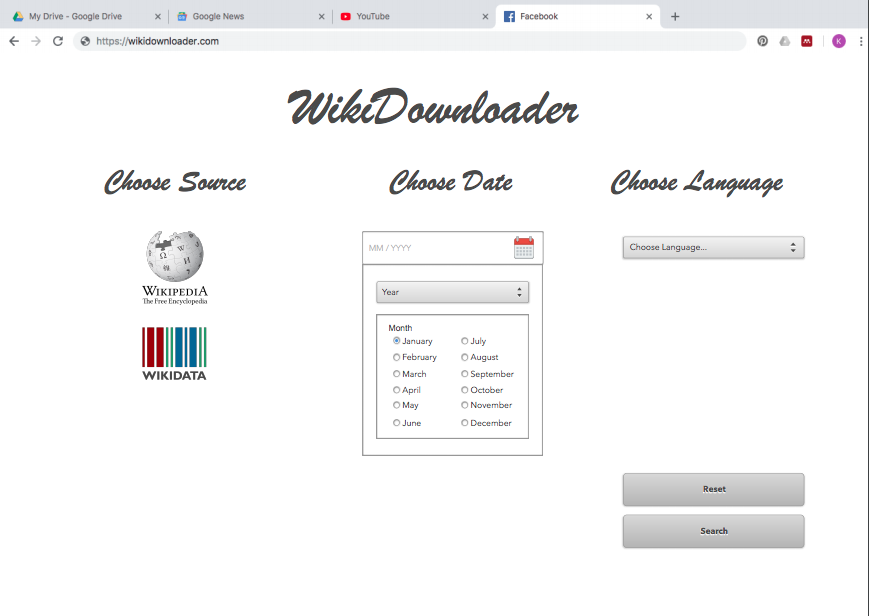 My Drive - Google Drive
Google News
YouTube
Facebook
https://wikidownloader.com
K
WikiDownloader
Choose Source
Choose Date
Choose Language
WIKIPEDIA
The Free Encyclopedia
WIKIDATA
MM / YYYY
Year
Month
January
July
February
August
March
September
April
October
May
November
June
December
Choose Language...
Reset
Search